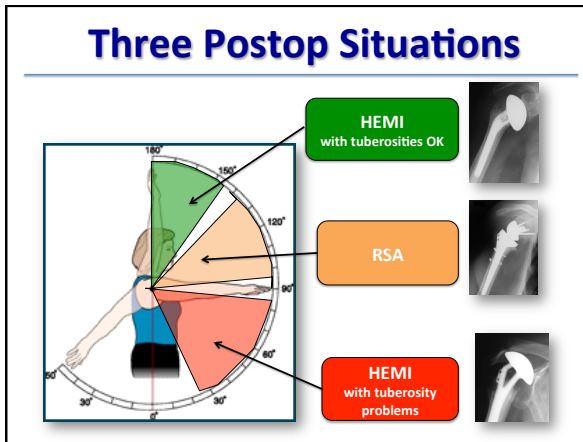 Three Postop Situations
HEMI
with tuberosities OK
180°
150°
120°
RSA
90°
60°
HEMI
with tuberosity
problems
50°
30°
30°
0°